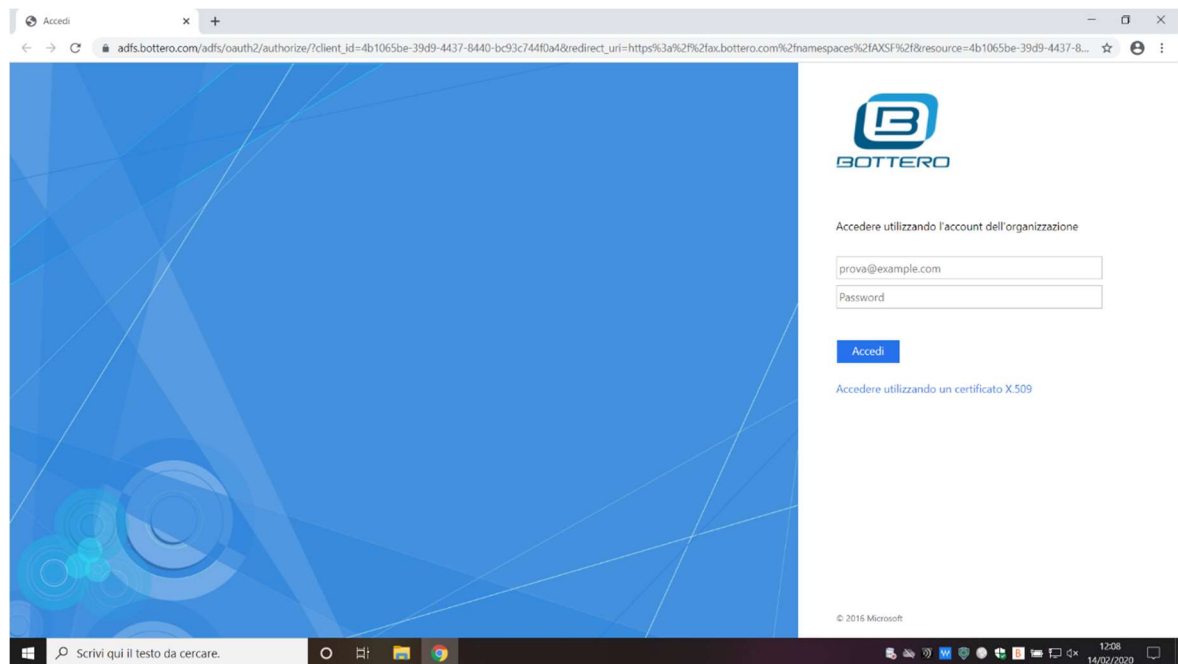 Accedi
adfs.bottero.com/adfs/oauth2/authorize/?client_id=4b1065be-39d9-4437-8440-bc93c744f0a4&redirect_uri=https%3a%2f%2fax.bottero.com%2fnamespaces%2fAXSF%2f&resource=4b1065be-39d9-4437-8...
BOTTERO
Accedere utilizzando l'account dell'organizzazione
prova@example.com
Password
Accedi
Accedere utilizzando un certificato X.509
© 2016 Microsoft
Scrivi qui il testo da cercare.
12:08
14/02/2020